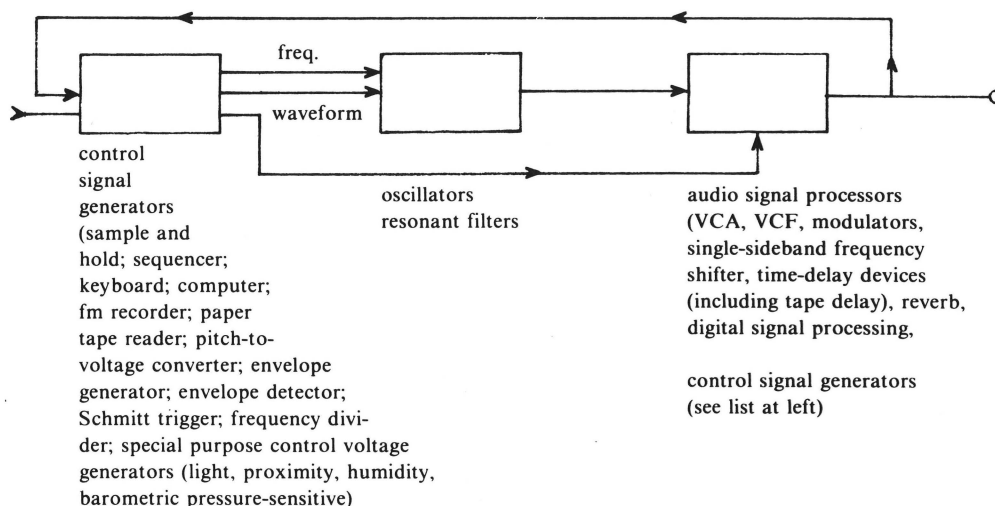 freq.
waveform
control
signal
generators
(sample and
hold; sequencer;
keyboard; computer;
fm recorder; paper
tape reader; pitch-to-
voltage converter; envelope
generator; envelope detector;
Schmitt trigger; frequency divi-
der; special purpose control voltage
generators (light, proximity, humidity,
barometric pressure-sensitive)
oscillators
resonant filters
audio signal processors
(VCA, VCF, modulators,
single-sideband frequency
shifter, time-delay devices
(including tape delay), reverb,
digital signal processing,
control signal generators
(see list at left)